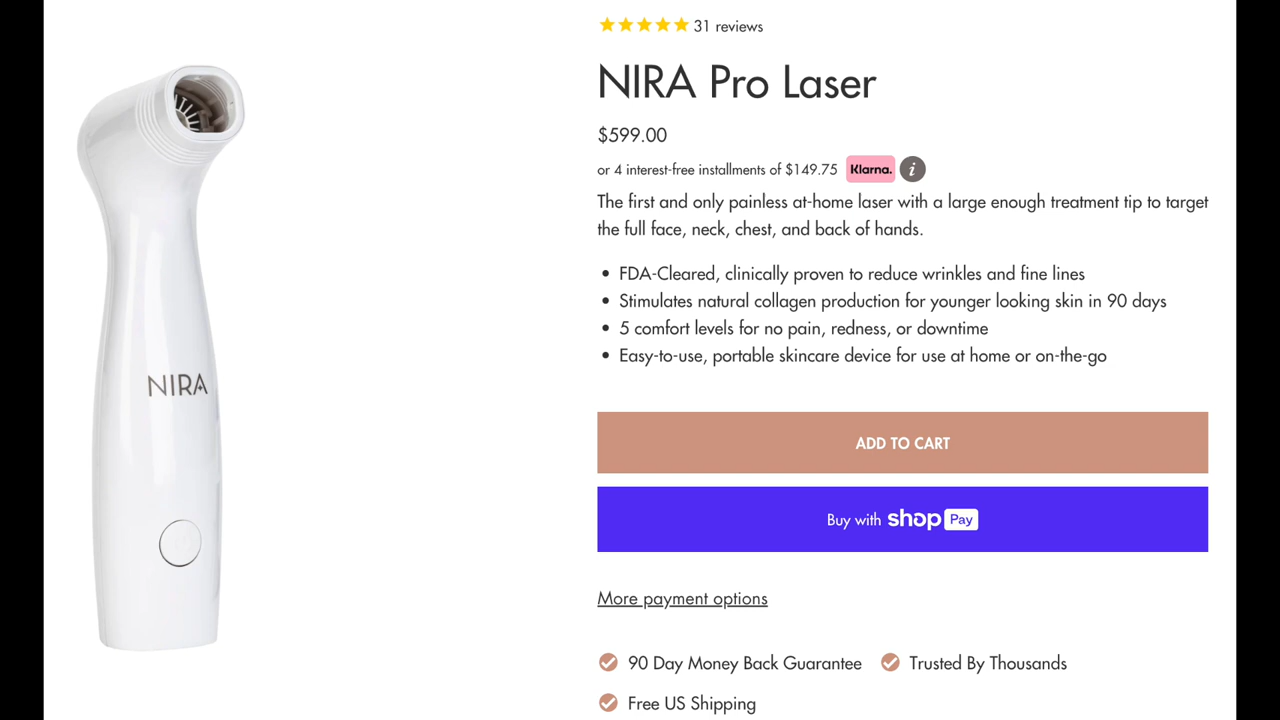 31 reviews
NIRA Pro Laser
$599.00
or 4 interest-free installments of $149.75 Klarna. i
The first and only painless at-home laser with a large enough treatment tip to target
the full face, neck, chest, and back of hands.
• FDA-Cleared, clinically proven to reduce wrinkles and fine lines
• Stimulates natural collagen production for younger looking skin in 90 days
• 5 comfort levels for no pain, redness, or downtime
• Easy-to-use, portable skincare device for use at home or on-the-go
NIRA
ADD TO CART
Buy with shop Pay
More payment options
90 Day Money Back Guarantee Trusted By Thousands
Free US Shipping